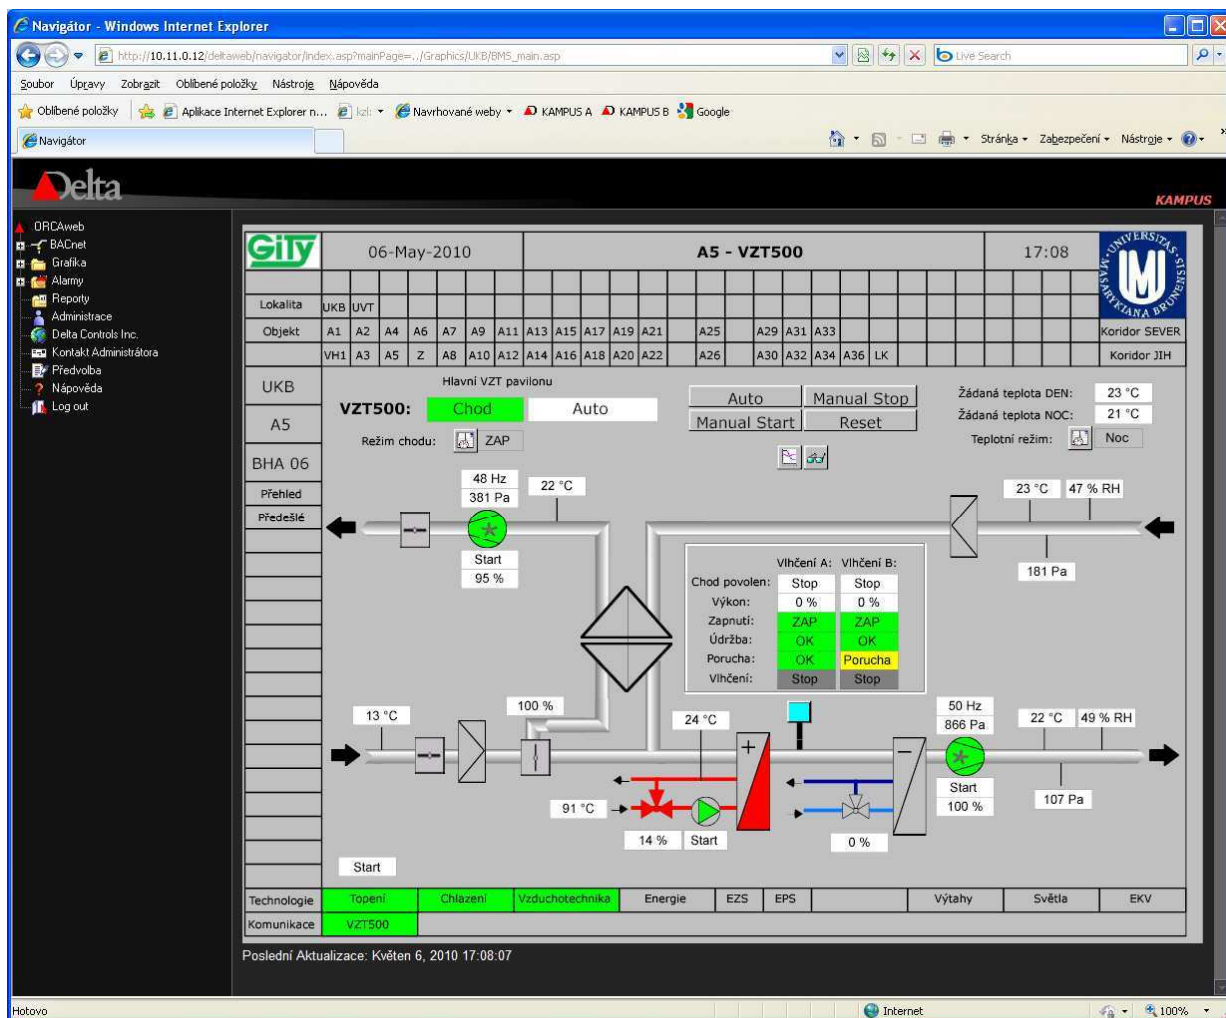 Navigátor - Windows Internet Explorer
http://10.11.0.12/deltaweb/navigator/index.asp?mainPage=../Graphics/UKB/BMS_main.asp
Live Search
Soubor Úpravy Zobrazit Oblíbené položky Nástroje Nápověda
Oblíbené položky Aplikace Internet Explorer n... kzl: Navrhované weby KAMPUS A KAMPUS B Google
Navigátor
Stránka Zabezpečení Nástroje
Delta
KAMPUS
ORCAweb
BACnet
Grafika
Alarmy
Reporty
Administrace
Delta Controls Inc.
Kontakt Administrátora
Předvolba
Nápověda
Log out
GiTy 06-May-2010 A5 - VZT500 17:08
UNIVERSITAS MASARYKIANA BRUNENSIS
Lokalita UKB UVT
Objekt A1 A2 A4 A6 A7 A9 A11 A13 A15 A17 A19 A21 A25 A29 A31 A33 Koridor SEVER
VH1 A3 A5 Z A8 A10 A12 A14 A16 A18 A20 A22 A26 A30 A32 A34 A36 LK Koridor JIH
UKB
A5
BHA 06
Přehled
Předešlé
Hlavní VZT pavilonu
VZT500: Chod Auto
Režim chodu: ZAP
Auto Manual Stop
Manual Start Reset
Žádaná teplota DEN: 23 °C
Žádaná teplota NOC: 21 °C
Teplotní režim: Noc
48 Hz
381 Pa
22 °C
Start
95 %
23 °C 47 % RH
181 Pa
Vlhčení A: Vlhčení B:
Chod povolen: Stop Stop
Výkon: 0 % 0 %
Zapnutí: ZAP ZAP
Údržba: OK OK
Porucha: OK Porucha
Vlhčení: Stop Stop
13 °C
100 %
24 °C
50 Hz
866 Pa
22 °C 49 % RH
+
−
91 °C
14 % Start
0 %
Start
100 %
107 Pa
Start
Technologie Topení Chlazení Vzduchotechnika Energie EZS EPS Výtahy Světla EKV
Komunikace VZT500
Poslední Aktualizace: Květen 6, 2010 17:08:07
Hotovo Internet 100%